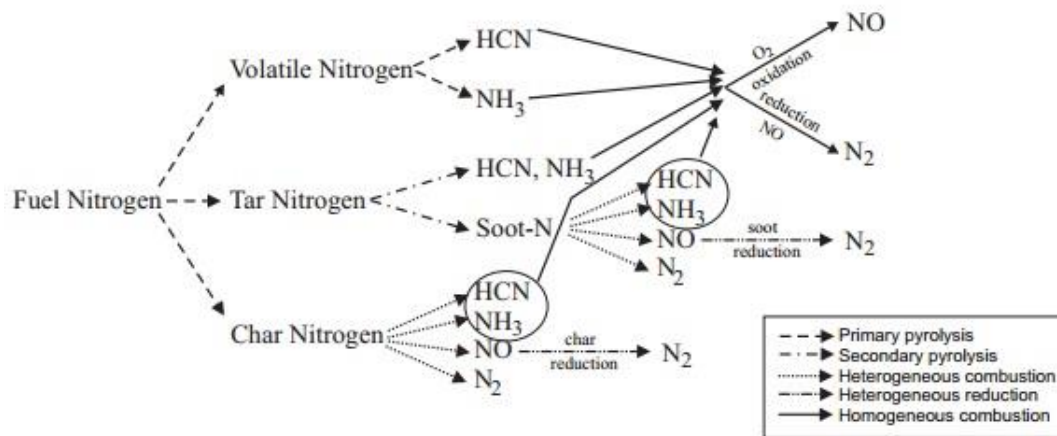 HCN
NO
Volatile Nitrogen
O2
oxidation
NH3
reduction
NO
N2
HCN, NH3
HCN
Fuel Nitrogen
Tar Nitrogen
NH3
Soot-N
NO
soot
reduction
N2
N2
HCN
Char Nitrogen
NH3
NO
char
reduction
N2
N2
Primary pyrolysis
Secondary pyrolysis
Heterogeneous combustion
Heterogeneous reduction
Homogeneous combustion